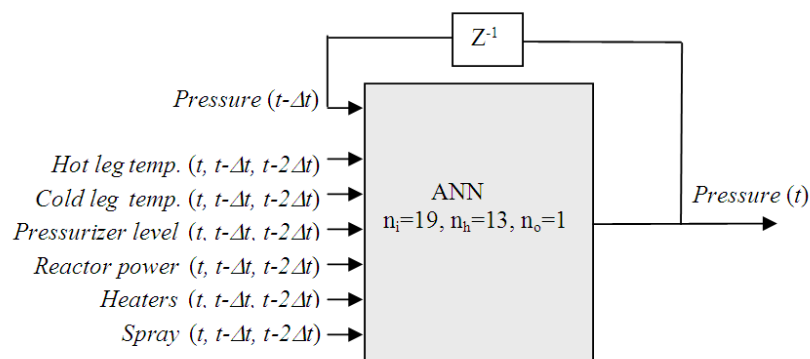 Z⁻¹
Pressure (t-Δt)
Hot leg temp. (t, t-Δt, t-2Δt)
Cold leg temp. (t, t-Δt, t-2Δt)
Pressurizer level (t, t-Δt, t-2Δt)
Reactor power (t, t-Δt, t-2Δt)
Heaters (t, t-Δt, t-2Δt)
Spray (t, t-Δt, t-2Δt)
ANN
nᵢ=19, nₕ=13, nₒ=1
Pressure (t)